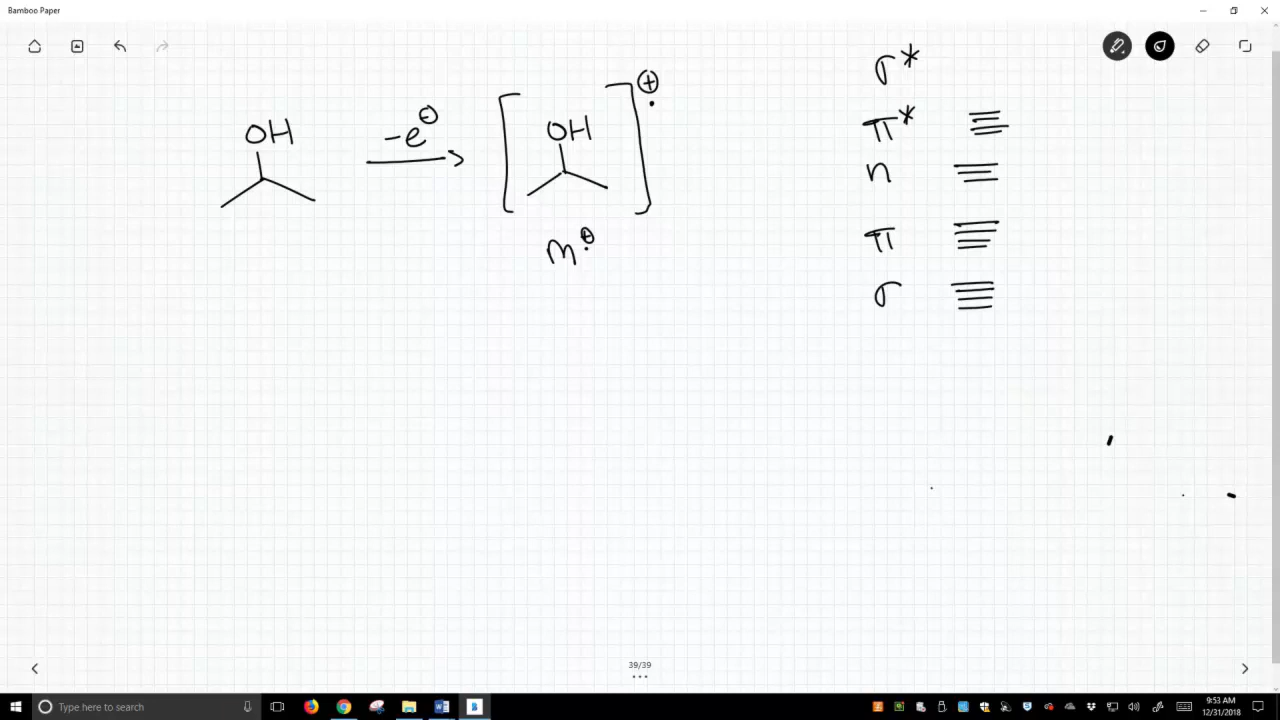 Bamboo Paper
OH
-e⊖
OH
⊕.
m⊕.
σ*
π*
n
π
σ
39/39
Type here to search
9:53 AM
12/31/2018